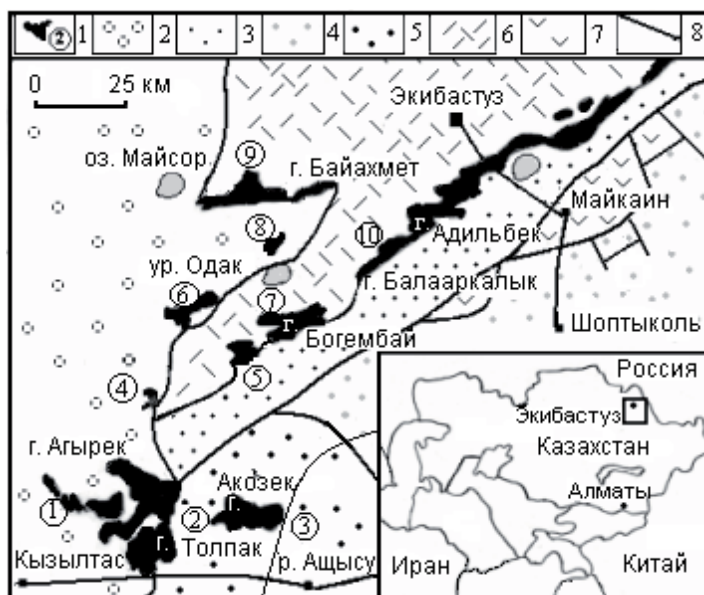 ② 1 2 3 4 5 6 7 8
0 25 км
Экибастуз
оз. Майсор
⑨
г. Байахмет
Майкаин
⑧
⑩
г.
Адильбек
ур. Одак
г. Балааркалык
⑥
⑦
г.
Шоптыколь
Богембай
④
⑤
Россия
Экибастуз
г. Агырек
Казахстан
Акозек
г.
Алматы
①
②
③
г.
Толпак
Кызылтас
р. Ащысу
Иран
Китай